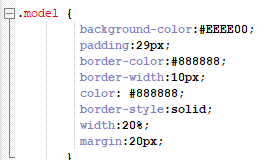 .model {
background-color:#EEEE00;
padding:29px;
border-color:#888888;
border-width:10px;
color: #888888;
border-style:solid;
width:20%;
margin:20px;
}